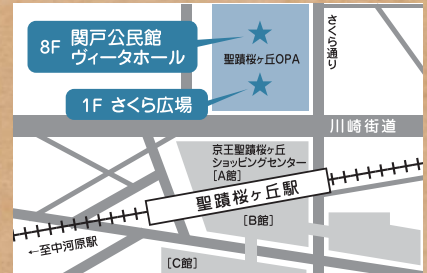 8F 関戸公民館
ヴィータホール
聖蹟桜ヶ丘OPA
さくら通り
1F さくら広場
川崎街道
京王聖蹟桜ヶ丘
ショッピングセンター
[A館]
聖蹟桜ヶ丘駅
[B館]
←至中河原駅
[C館]